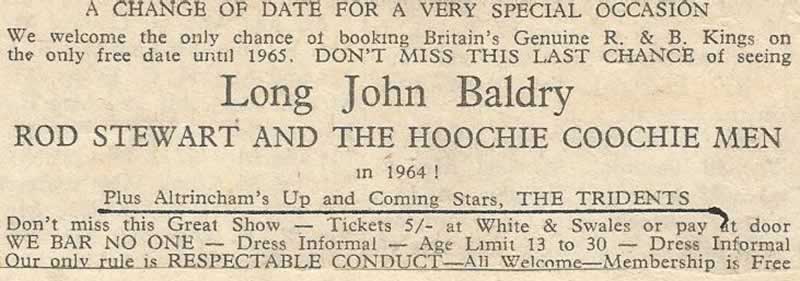 A CHANGE OF DATE FOR A VERY SPECIAL OCCASION
We welcome the only chance of booking Britain's Genuine R. & B. Kings on
the only free date until 1965. DON'T MISS THIS LAST CHANCE of seeing
Long John Baldry
ROD STEWART AND THE HOOCHIE COOCHIE MEN
in 1964 !
Plus Altrincham's Up and Coming Stars, THE TRIDENTS
Don't miss this Great Show — Tickets 5/- at White & Swales or pay at door
WE BAR NO ONE — Dress Informal — Age Limit 13 to 30 — Dress Informal
Our only rule is RESPECTABLE CONDUCT—All Welcome—Membership is Free